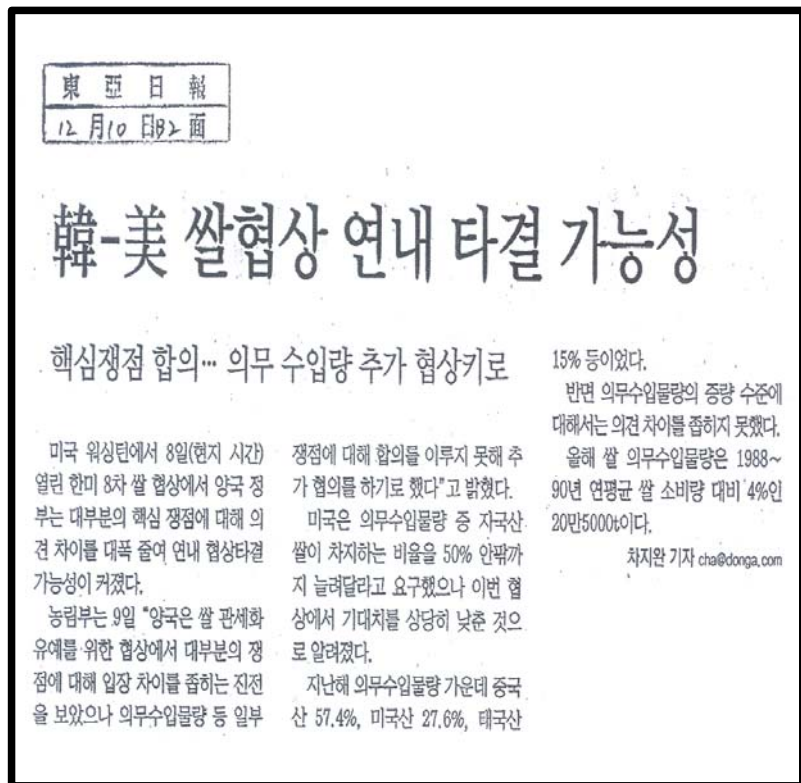 東亞日報
12月10日B2面
韓-美 쌀협상 연내 타결 가능성
핵심쟁점 합의… 의무 수입량 추가 협상키로
미국 워싱턴에서 8일(현지 시간)
열린 한미 8차 쌀 협상에서 양국 정
부는 대부분의 핵심 쟁점에 대해 의
견 차이를 대폭 줄여 연내 협상타결
가능성이 커졌다.
농림부는 9일 “양국은 쌀 관세화
유예를 위한 협상에서 대부분의 쟁
점에 대해 입장 차이를 좁히는 진전
을 보았으나 의무수입물량 등 일부
쟁점에 대해 합의를 이루지 못해 추
가 협의를 하기로 했다”고 밝혔다.
미국은 의무수입물량 중 자국산
쌀이 차지하는 비율을 50% 안팎까
지 늘려달라고 요구했으나 이번 협
상에서 기대치를 상당히 낮춘 것으
로 알려졌다.
지난해 의무수입물량 가운데 중국
산 57.4%, 미국산 27.6%, 태국산
15% 등이었다.
반면 의무수입물량의 증량 수준에
대해서는 의견 차이를 좁히지 못했다.
올해 쌀 의무수입물량은 1988～
90년 연평균 쌀 소비량 대비 4%인
20만5000t이다.
차지완 기자 cha@donga.com